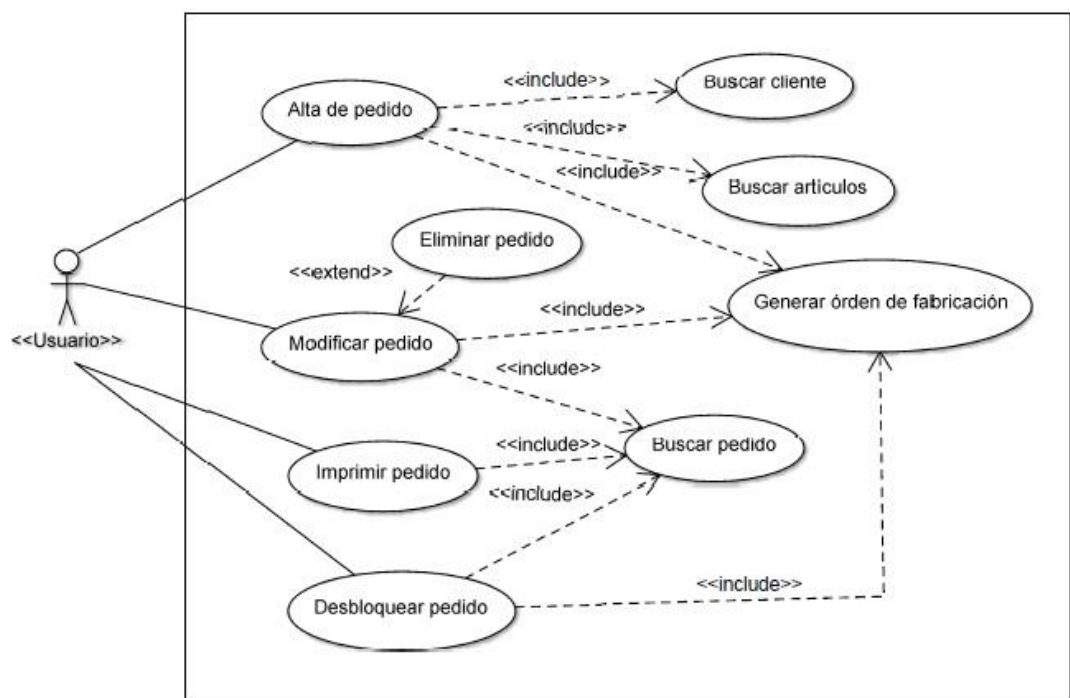 Buscar cliente
<<include>>
Alta de pedido
<<include>>
<<include>>
Buscar artículos
Eliminar pedido
<<extend>>
Generar órden de fabricación
<<include>>
<<Usuario>>
Modificar pedido
<<include>>
Buscar pedido
<<include>>
Imprimir pedido
<<include>>
<<include>>
Desbloquear pedido